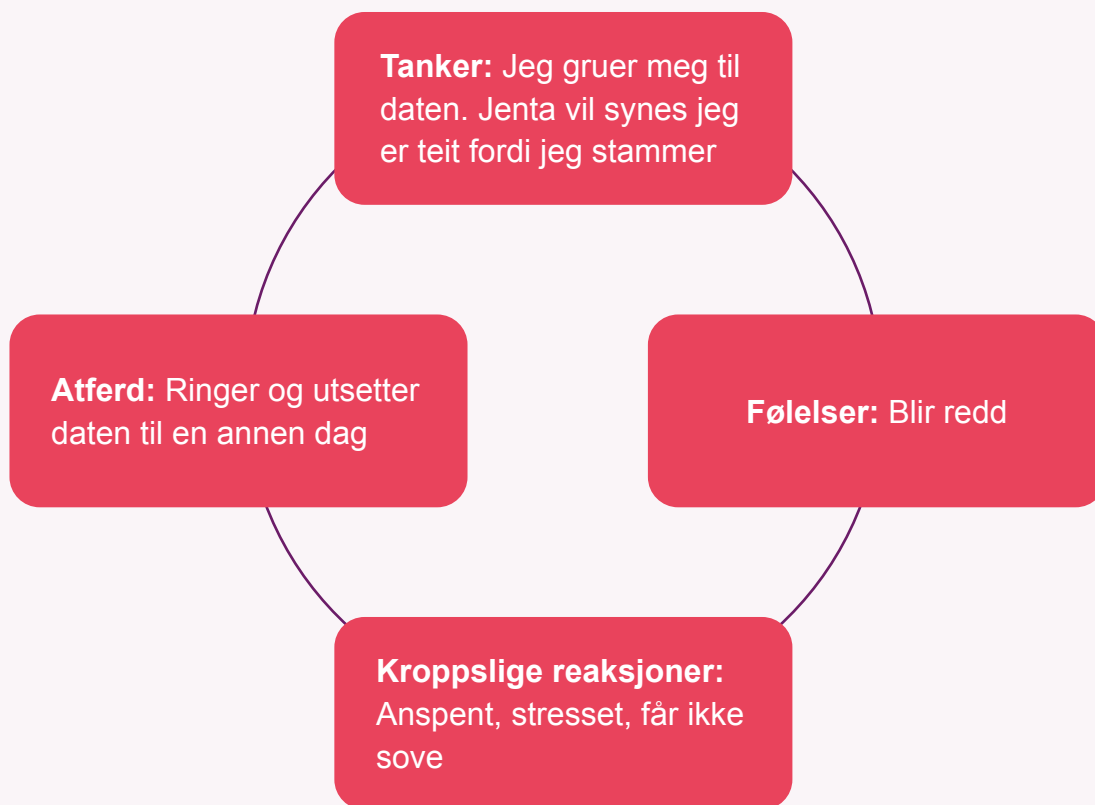 Tanker: Jeg gruer meg til
daten. Jenta vil synes jeg
er teit fordi jeg stammer
Atferd: Ringer og utsetter
daten til en annen dag
Følelser: Blir redd
Kroppslige reaksjoner:
Anspent, stresset, får ikke
sove